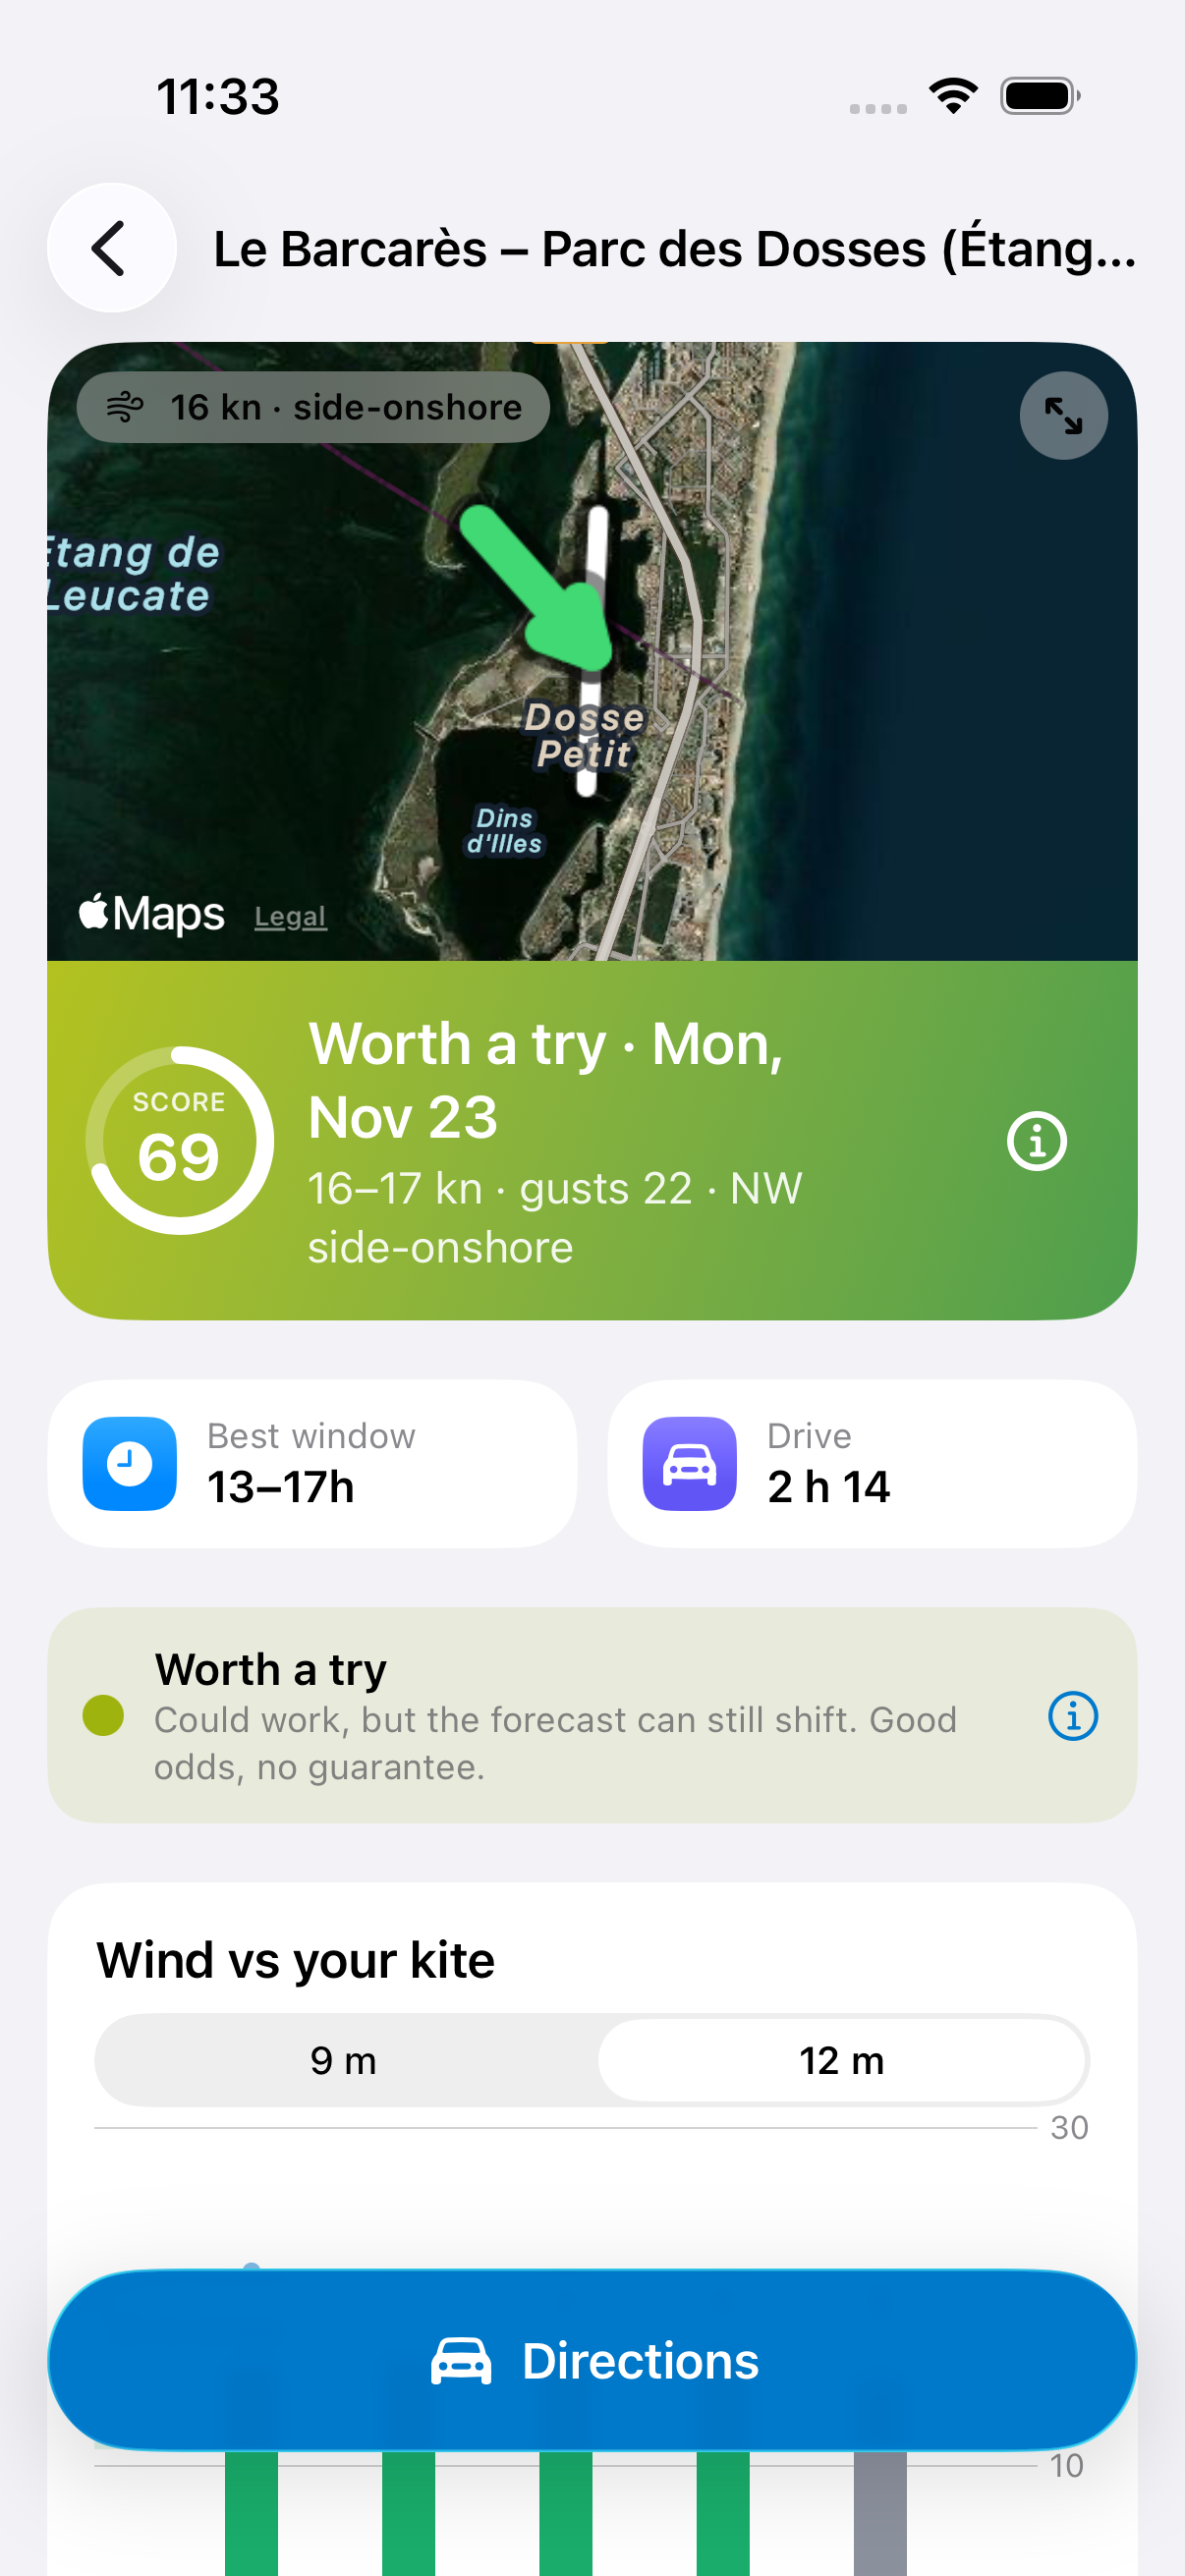 11:33
Le Barcarès – Parc des Dosses (Étang...
16 kn · side-onshore
Étang de
Leucate
Dosse
Petit
Dins
d'Illes
Maps Legal
SCORE
69
Worth a try · Mon,
Nov 23
16–17 kn · gusts 22 · NW
side-onshore
Best window
13–17h
Drive
2 h 14
Worth a try
Could work, but the forecast can still shift. Good
odds, no guarantee.
Wind vs your kite
9 m
12 m
30
Directions
10